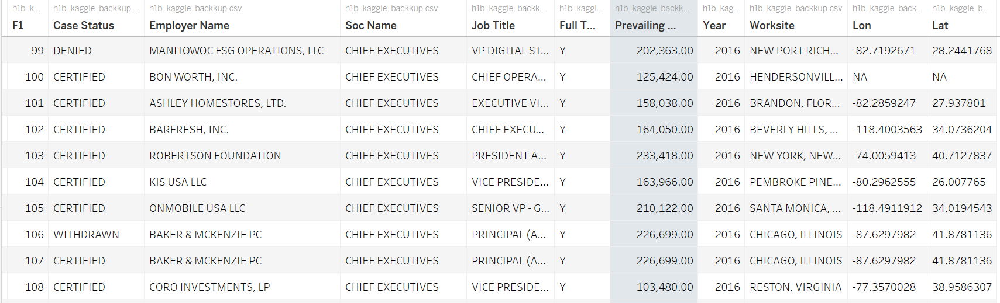 h1b_k... h1b_kaggle_backkup.... h1b_kaggle_backkup.csv h1b_kaggle_backkup.csv h1b_kaggle_backk... h1b_kaggl... h1b_kaggle_backk... h1b_kag... h1b_kaggle_backkup.csv h1b_kaggle_back... h1b_kaggle_b...
F1 Case Status Employer Name Soc Name Job Title Full T... Prevailing ... Year Worksite Lon Lat
99 DENIED MANITOWOC FSG OPERATIONS, LLC CHIEF EXECUTIVES VP DIGITAL ST... Y 202,363.00 2016 NEW PORT RICH... -82.7192671 28.2441768
100 CERTIFIED BON WORTH, INC. CHIEF EXECUTIVES CHIEF OPERA... Y 125,424.00 2016 HENDERSONVILL... NA NA
101 CERTIFIED ASHLEY HOMESTORES, LTD. CHIEF EXECUTIVES EXECUTIVE VI... Y 158,038.00 2016 BRANDON, FLOR... -82.2859247 27.937801
102 CERTIFIED BARFRESH, INC. CHIEF EXECUTIVES CHIEF EXECU... Y 164,050.00 2016 BEVERLY HILLS, ... -118.4003563 34.0736204
103 CERTIFIED ROBERTSON FOUNDATION CHIEF EXECUTIVES PRESIDENT A... Y 233,418.00 2016 NEW YORK, NEW... -74.0059413 40.7127837
104 CERTIFIED KIS USA LLC CHIEF EXECUTIVES VICE PRESIDE... Y 163,966.00 2016 PEMBROKE PINE... -80.2962555 26.007765
105 CERTIFIED ONMOBILE USA LLC CHIEF EXECUTIVES SENIOR VP - G... Y 210,122.00 2016 SANTA MONICA, ... -118.4911912 34.0194543
106 WITHDRAWN BAKER & MCKENZIE PC CHIEF EXECUTIVES PRINCIPAL (A... Y 226,699.00 2016 CHICAGO, ILLINOIS -87.6297982 41.8781136
107 CERTIFIED BAKER & MCKENZIE PC CHIEF EXECUTIVES PRINCIPAL (A... Y 226,699.00 2016 CHICAGO, ILLINOIS -87.6297982 41.8781136
108 CERTIFIED CORO INVESTMENTS, LP CHIEF EXECUTIVES VICE PRESIDE... Y 103,480.00 2016 RESTON, VIRGINIA -77.3570028 38.9586307